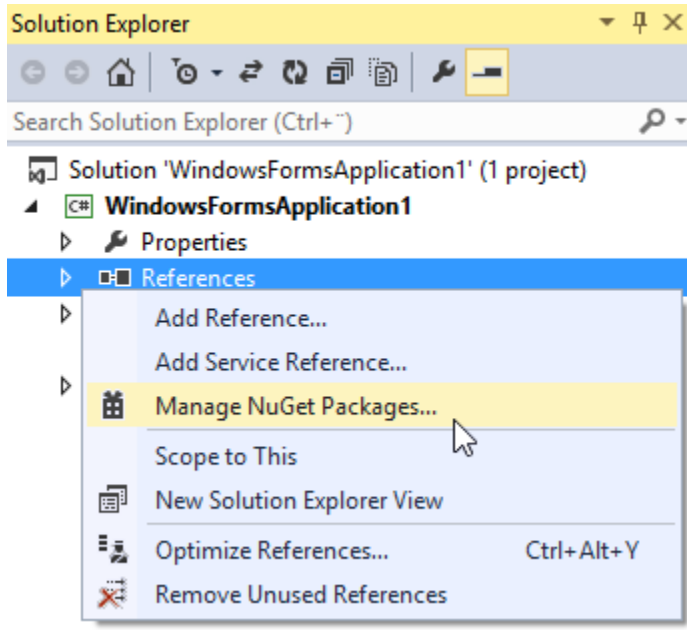 Solution Explorer
Search Solution Explorer (Ctrl+¨)
Solution 'WindowsFormsApplication1' (1 project)
C# WindowsFormsApplication1
Properties
References
Add Reference...
Add Service Reference...
Manage NuGet Packages...
Scope to This
New Solution Explorer View
Optimize References... Ctrl+Alt+Y
Remove Unused References